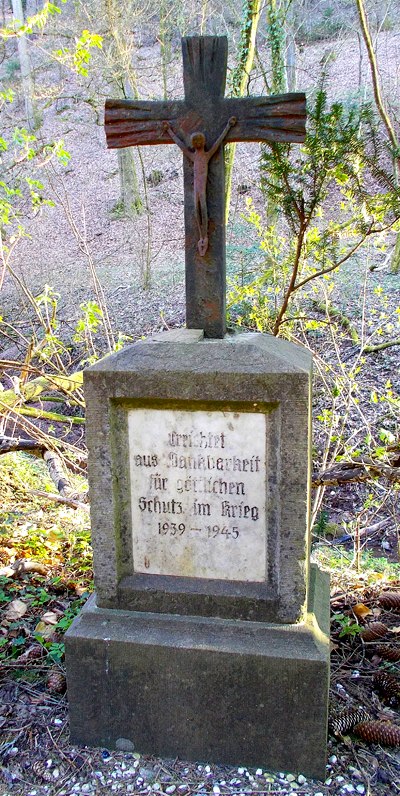 Errichtet
aus Dankbarkeit
für göttlichen
Schutz im Krieg
1939 – 1945